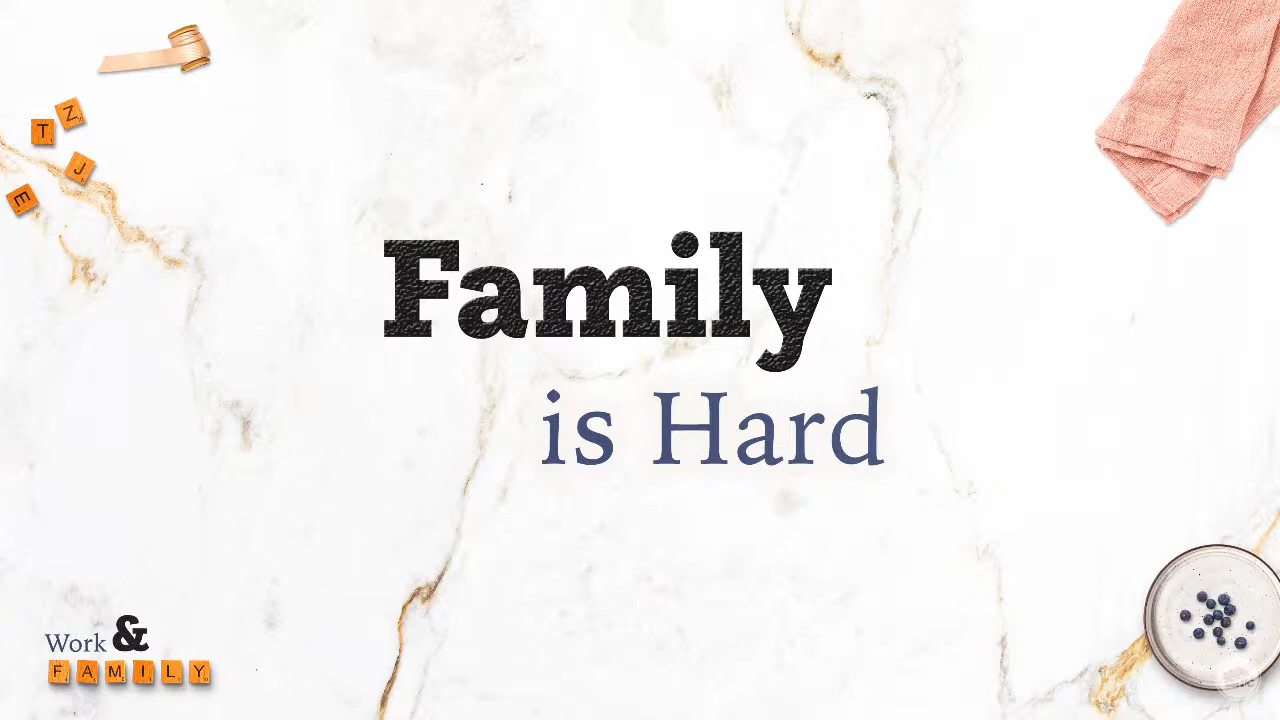 Z
T
J
E
Family
is Hard
Work &
FAMILY